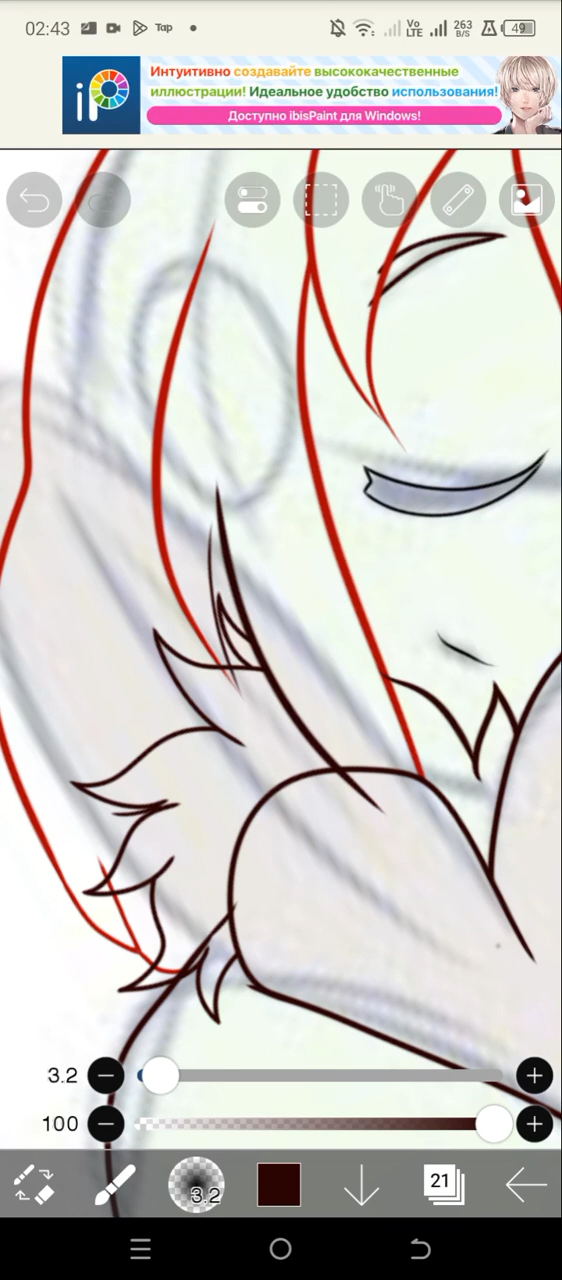 02:43 Tap Vo LTE 263 B/S 49
iP Интуитивно создавайте высококачественные
иллюстрации! Идеальное удобство использования!
Доступно ibisPaint для Windows!
3.2
100
3.2 21